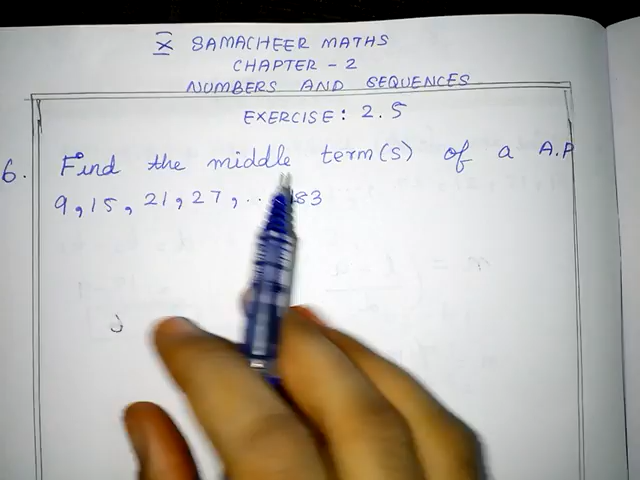 X SAMACHEER MATHS
CHAPTER - 2
NUMBERS AND SEQUENCES
EXERCISE: 2.5
6. Find the middle term(s) of a A.P
9, 15, 21, 27, ... 183